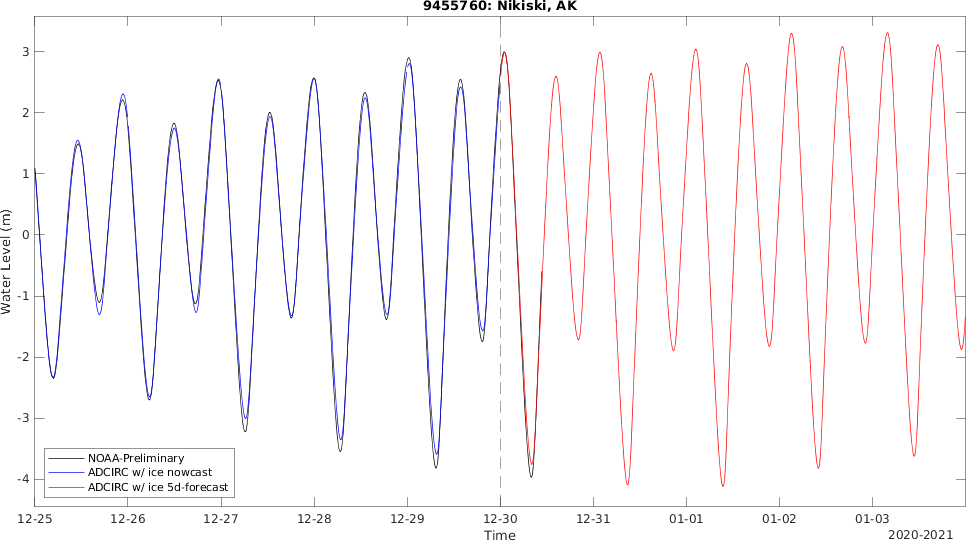 9455760: Nikiski, AK
3
2
1
0
-1
-2
-3
-4
Water Level (m)
NOAA-Preliminary
ADCIRC w/ ice nowcast
ADCIRC w/ ice 5d-forecast
12-25 12-26 12-27 12-28 12-29 12-30 12-31 01-01 01-02 01-03
Time
2020-2021